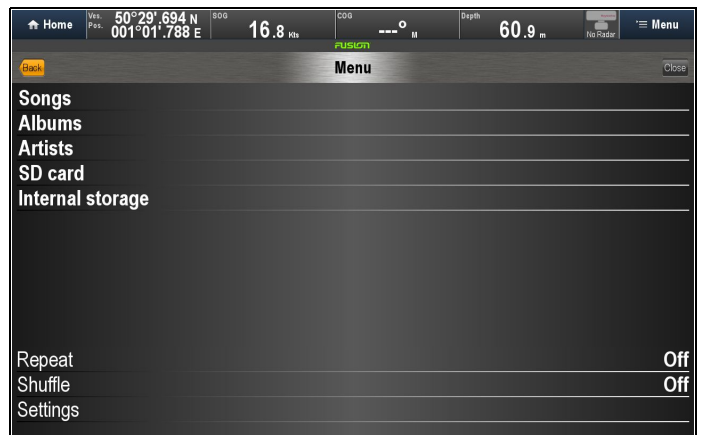 Home
Ves. Pos. 50°29'.694 N
001°01'.788 E
SOG
16.8 Kts
COG
---° M
Depth
60.9 m
No Radar
Menu
FUSION
Back
Menu
Close
Songs
Albums
Artists
SD card
Internal storage
Repeat Off
Shuffle Off
Settings